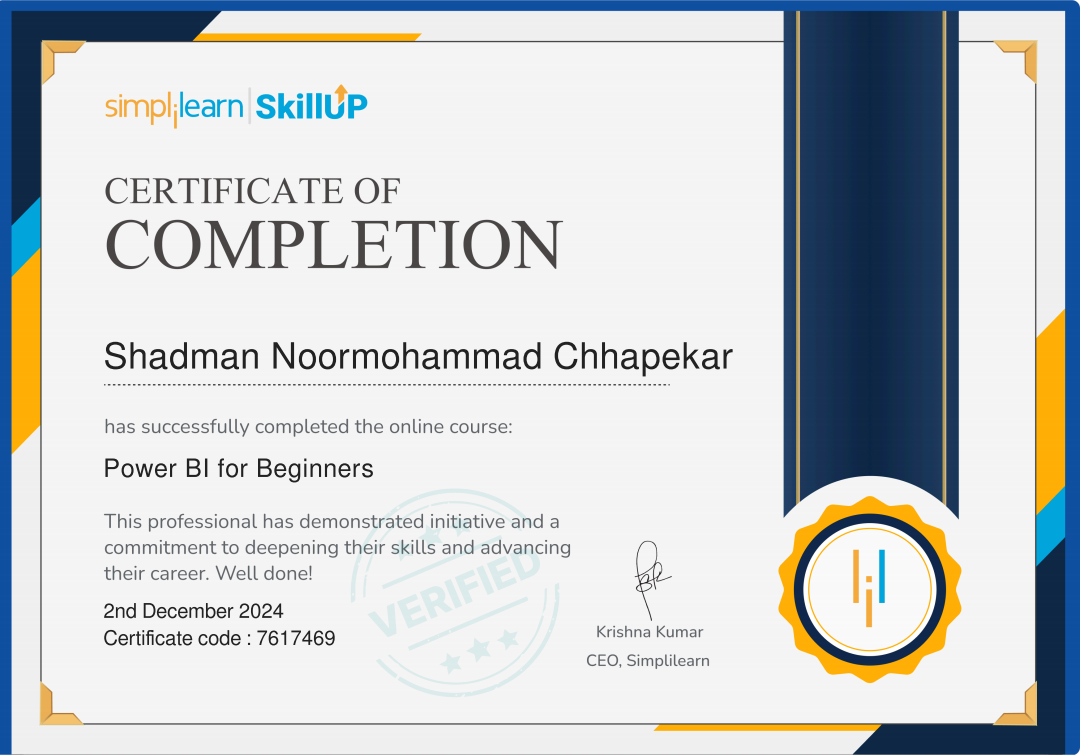 simplilearn | SkillUP
CERTIFICATE OF
COMPLETION
Shadman Noormohammad Chhapekar
has successfully completed the online course:
Power BI for Beginners
This professional has demonstrated initiative and a
commitment to deepening their skills and advancing
their career. Well done!
VERIFIED
2nd December 2024
Certificate code : 7617469
Krishna Kumar
CEO, Simplilearn